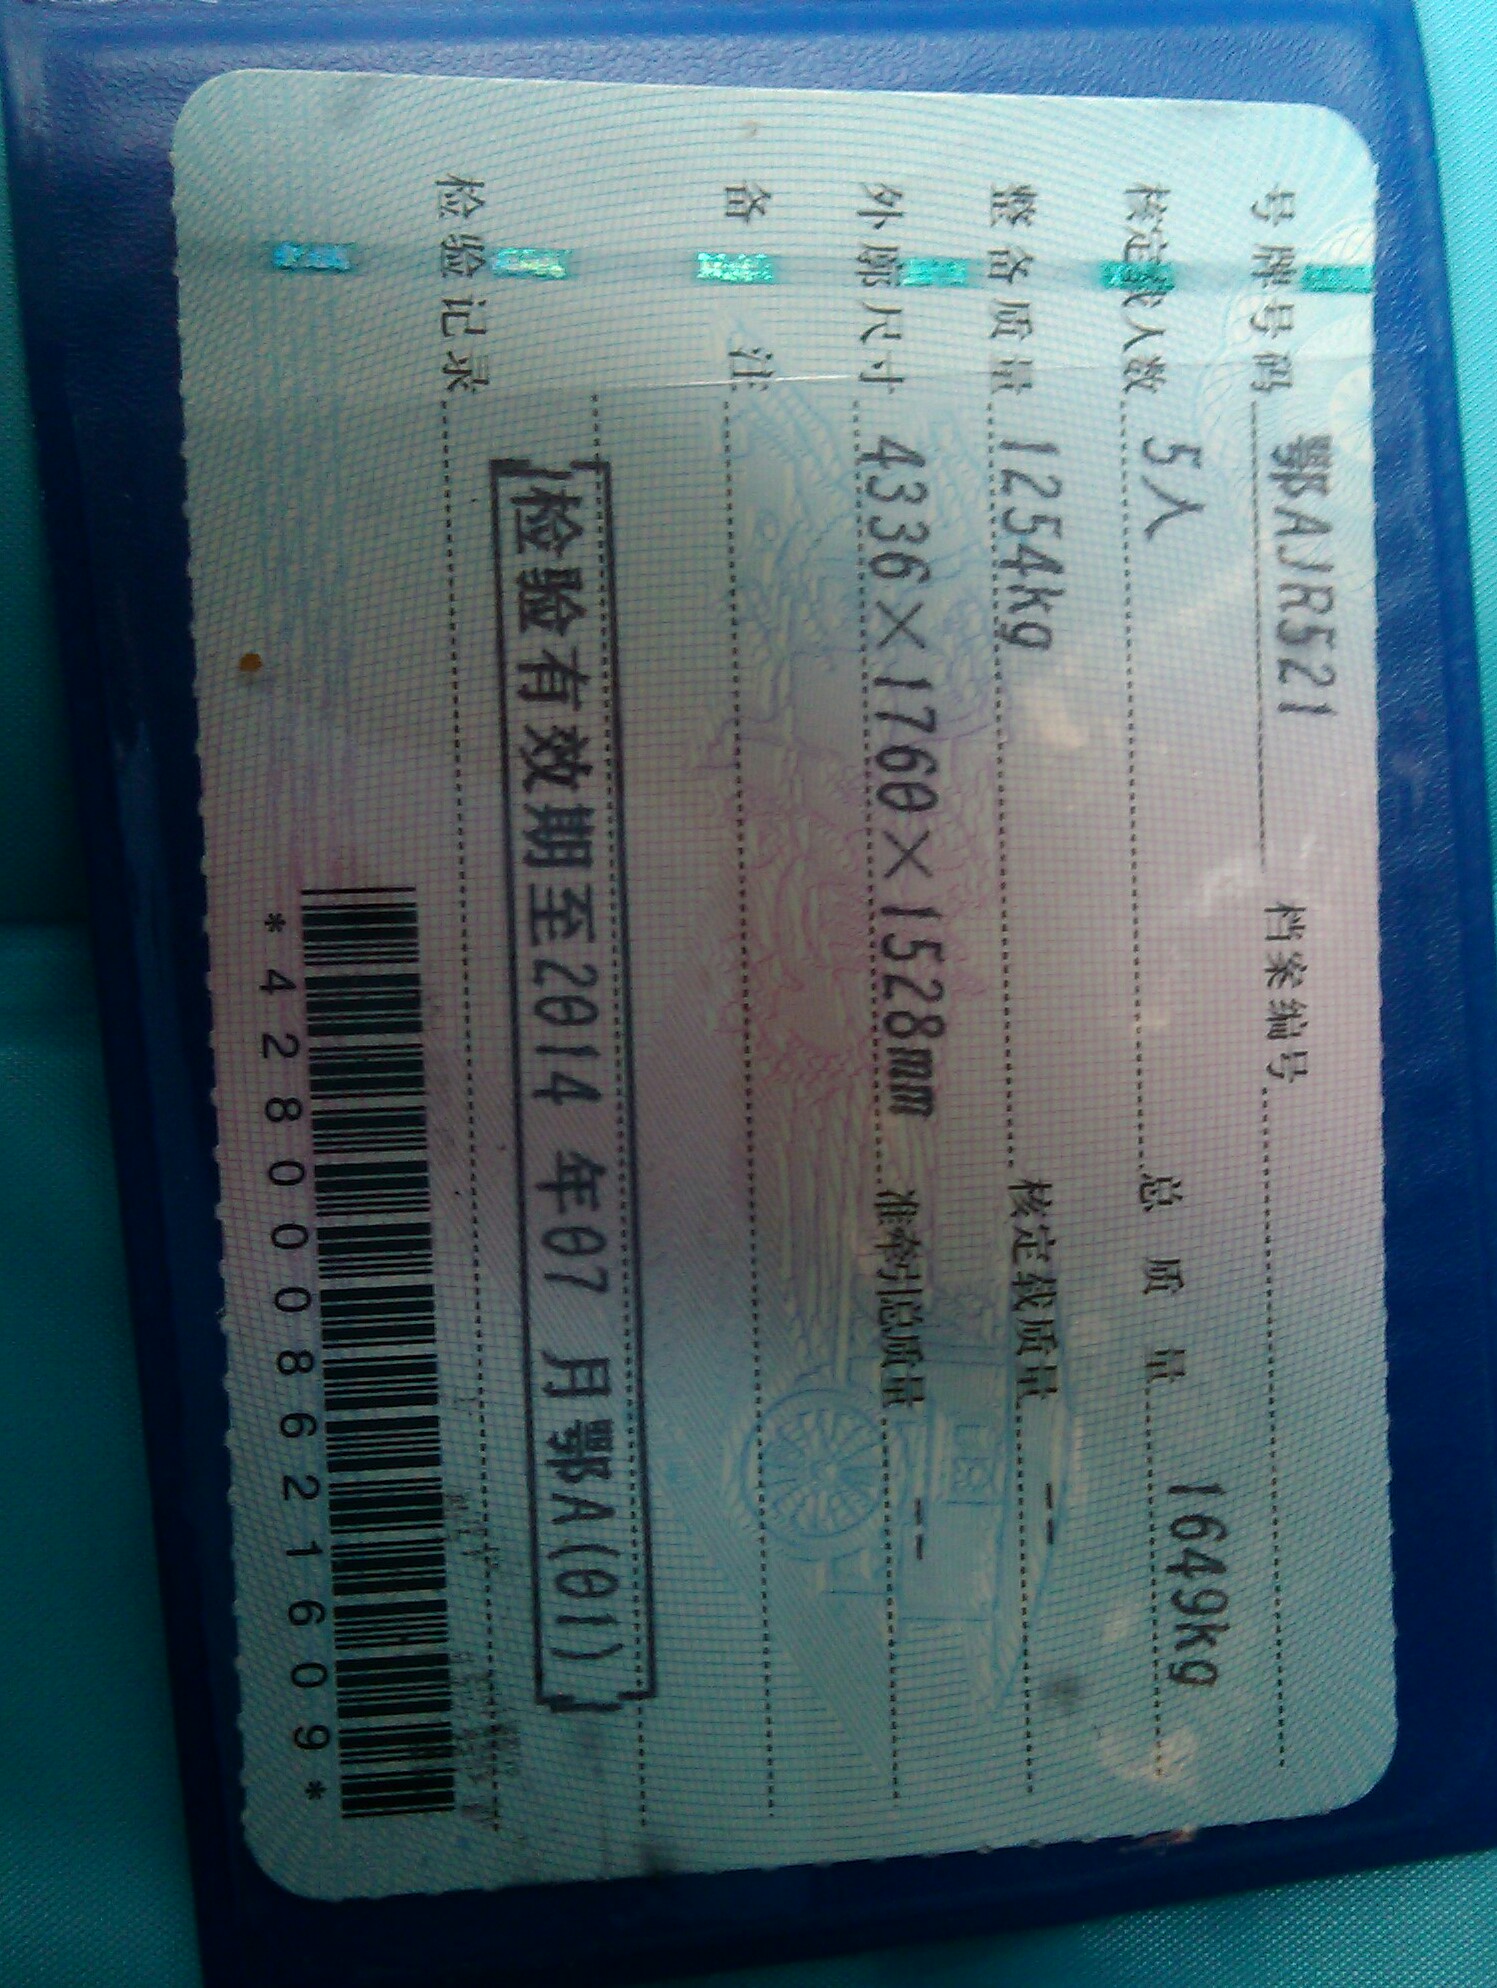 号牌号码 鄂AJR521 档案编号
核定载人数 5人 总质量 1649kg
整备质量 1254kg 核定载质量 --
外廓尺寸 4336×1760×1528mm 准牵引总质量 --
备注
检验有效期至2014年07月鄂A(01)
检验记录
*4280008621609*